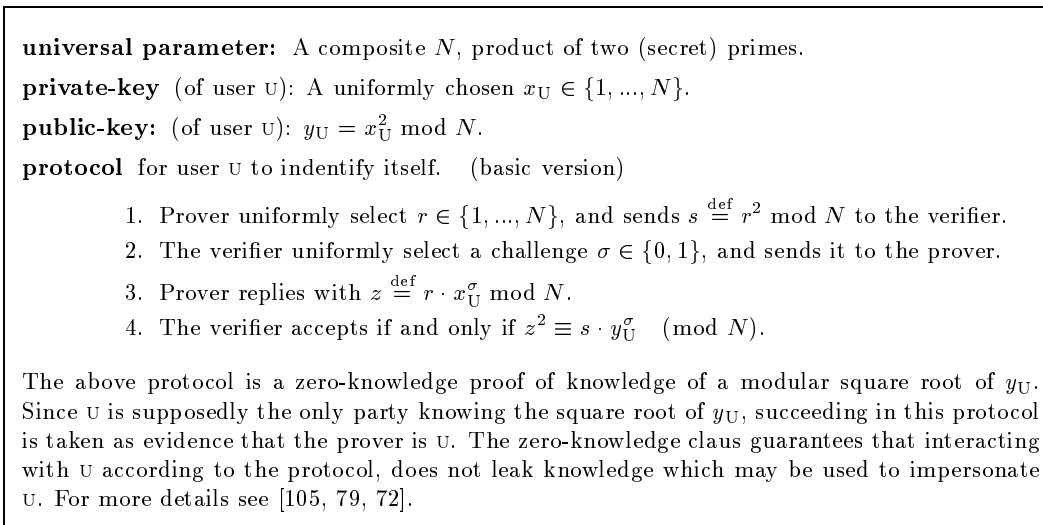 universal parameter: A composite N, product of two (secret) primes.
private-key (of user U): A uniformly chosen x_U ∈ {1, ..., N}.
public-key: (of user U): y_U = x_U^2 mod N.
protocol for user U to indentify itself. (basic version)
1. Prover uniformly select r ∈ {1, ..., N}, and sends s \stackrel{def}{=} r^2 mod N to the verifier.
2. The verifier uniformly select a challenge σ ∈ {0, 1}, and sends it to the prover.
3. Prover replies with z \stackrel{def}{=} r · x_U^σ mod N.
4. The verifier accepts if and only if z^2 ≡ s · y_U^σ (mod N).
The above protocol is a zero-knowledge proof of knowledge of a modular square root of y_U.
Since U is supposedly the only party knowing the square root of y_U, succeeding in this protocol
is taken as evidence that the prover is U. The zero-knowledge claus guarantees that interacting
with U according to the protocol, does not leak knowledge which may be used to impersonate
U. For more details see [105, 79, 72].